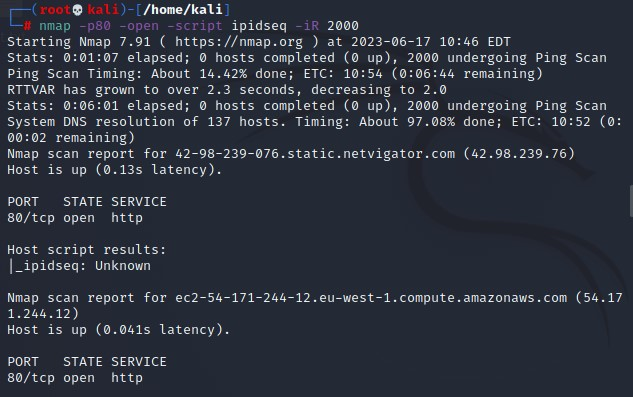 (root💀kali)-[/home/kali]
# nmap -p80 -open -script ipidseq -iR 2000
Starting Nmap 7.91 ( https://nmap.org ) at 2023-06-17 10:46 EDT
Stats: 0:01:07 elapsed; 0 hosts completed (0 up), 2000 undergoing Ping Scan
Ping Scan Timing: About 14.42% done; ETC: 10:54 (0:06:44 remaining)
RTTVAR has grown to over 2.3 seconds, decreasing to 2.0
Stats: 0:06:01 elapsed; 0 hosts completed (0 up), 2000 undergoing Ping Scan
System DNS resolution of 137 hosts. Timing: About 97.08% done; ETC: 10:52 (0:
00:02 remaining)
Nmap scan report for 42-98-239-076.static.netvigator.com (42.98.239.76)
Host is up (0.13s latency).
PORT   STATE SERVICE
80/tcp open  http
Host script results:
|_ipidseq: Unknown
Nmap scan report for ec2-54-171-244-12.eu-west-1.compute.amazonaws.com (54.17
1.244.12)
Host is up (0.041s latency).
PORT   STATE SERVICE
80/tcp open  http